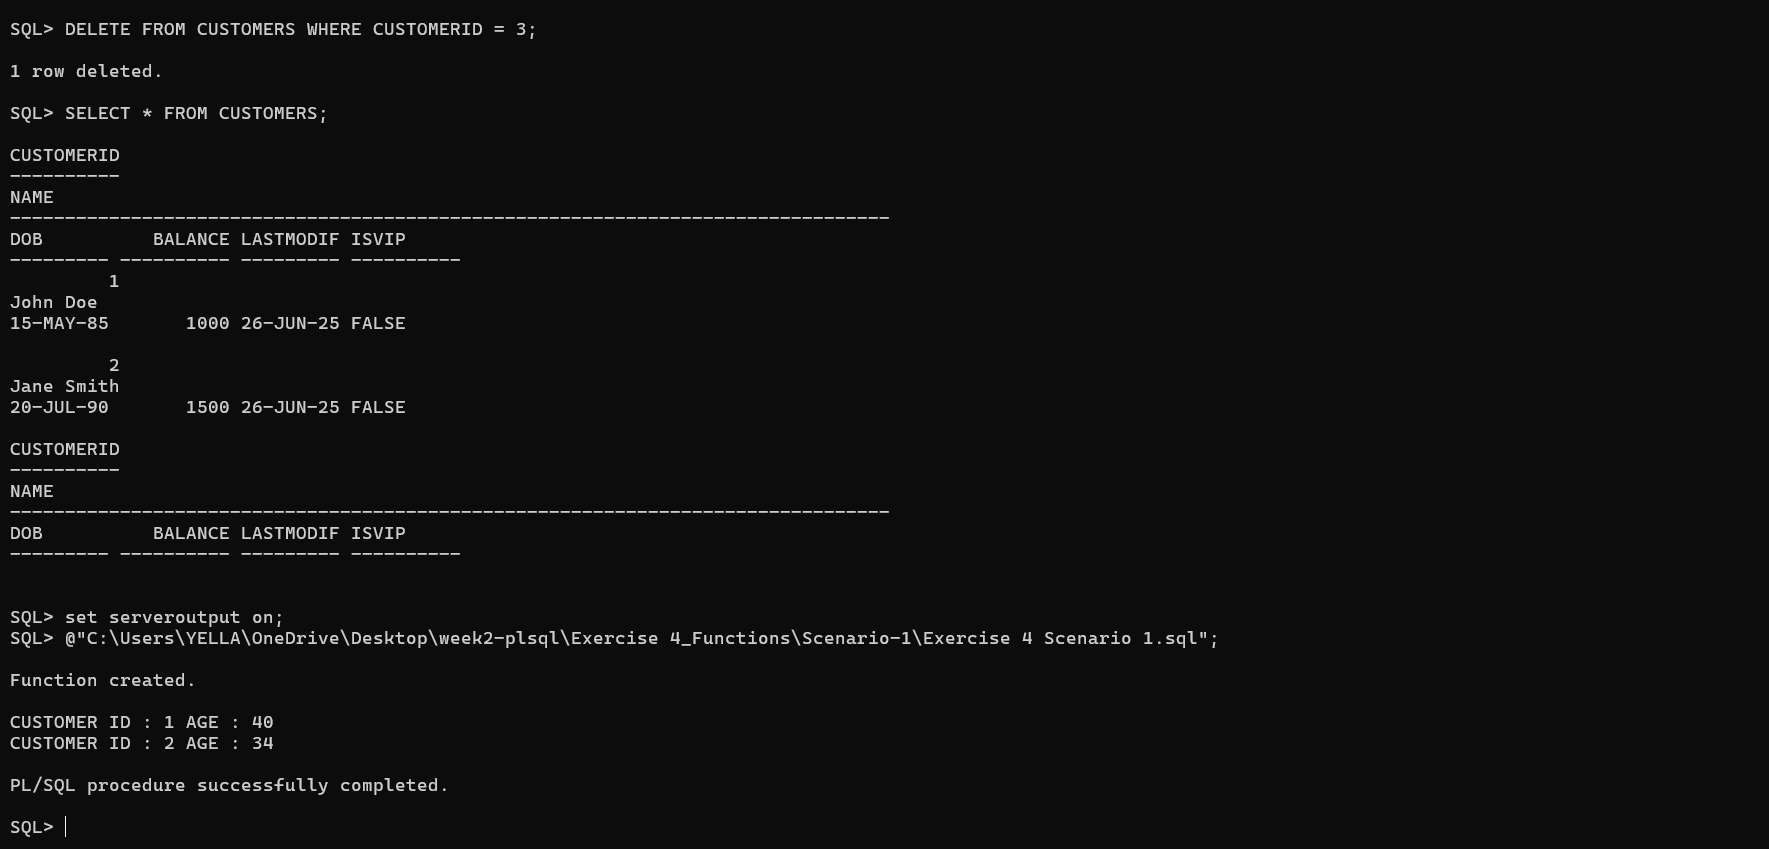 SQL> DELETE FROM CUSTOMERS WHERE CUSTOMERID = 3;
1 row deleted.
SQL> SELECT * FROM CUSTOMERS;
CUSTOMERID
----------
NAME
--------------------------------------------------------------------------------
DOB          BALANCE LASTMODIF ISVIP
--------- ---------- --------- ----------
         1
John Doe
15-MAY-85       1000 26-JUN-25 FALSE
         2
Jane Smith
20-JUL-90       1500 26-JUN-25 FALSE
CUSTOMERID
----------
NAME
--------------------------------------------------------------------------------
DOB          BALANCE LASTMODIF ISVIP
--------- ---------- --------- ----------
SQL> set serveroutput on;
SQL> @"C:\Users\YELLA\OneDrive\Desktop\week2-plsql\Exercise 4_Functions\Scenario-1\Exercise 4 Scenario 1.sql";
Function created.
CUSTOMER ID : 1 AGE : 40
CUSTOMER ID : 2 AGE : 34
PL/SQL procedure successfully completed.
SQL>